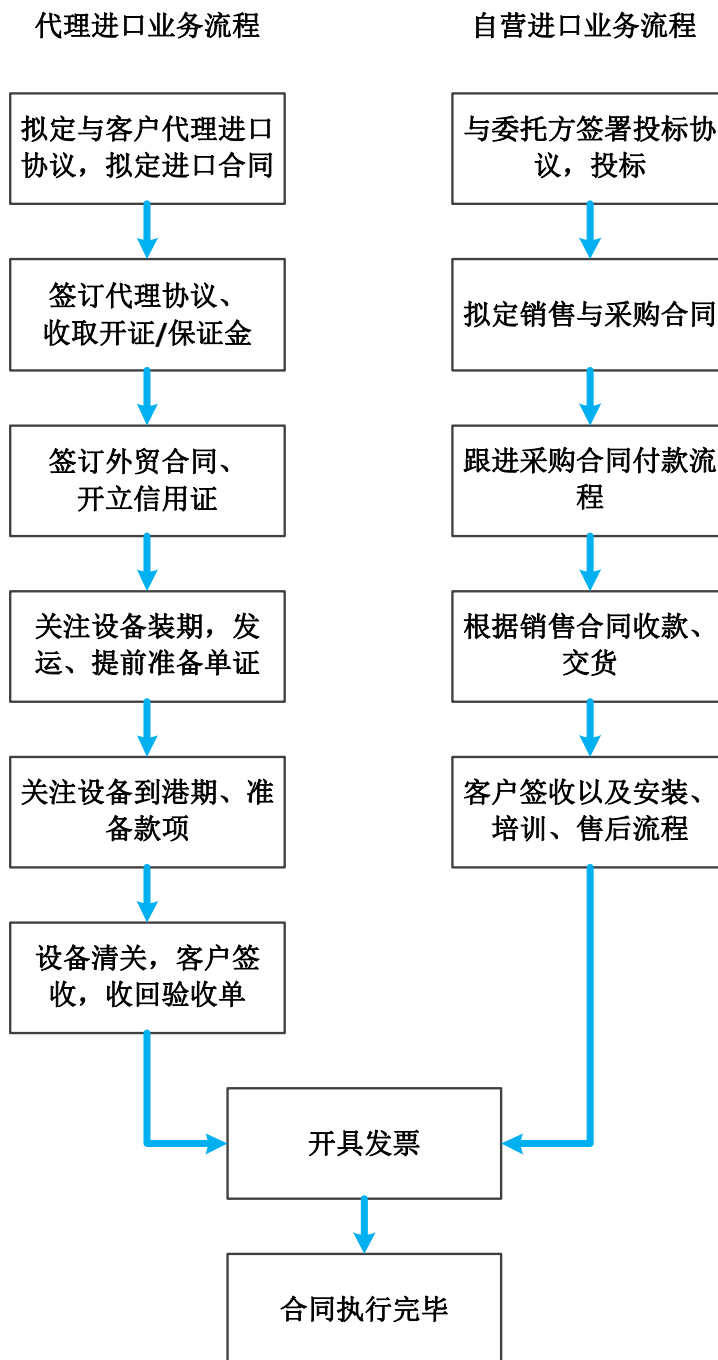 代理进口业务流程
拟定与客户代理进口
协议，拟定进口合同
签订代理协议、
收取开证/保证金
签订外贸合同、
开立信用证
关注设备装期，发
运、提前准备单证
关注设备到港期、准
备款项
设备清关，客户签
收，收回验收单
自营进口业务流程
与委托方签署投标协
议，投标
拟定销售与采购合同
跟进采购合同付款流
程
根据销售合同收款、
交货
客户签收以及安装、
培训、售后流程
开具发票
合同执行完毕